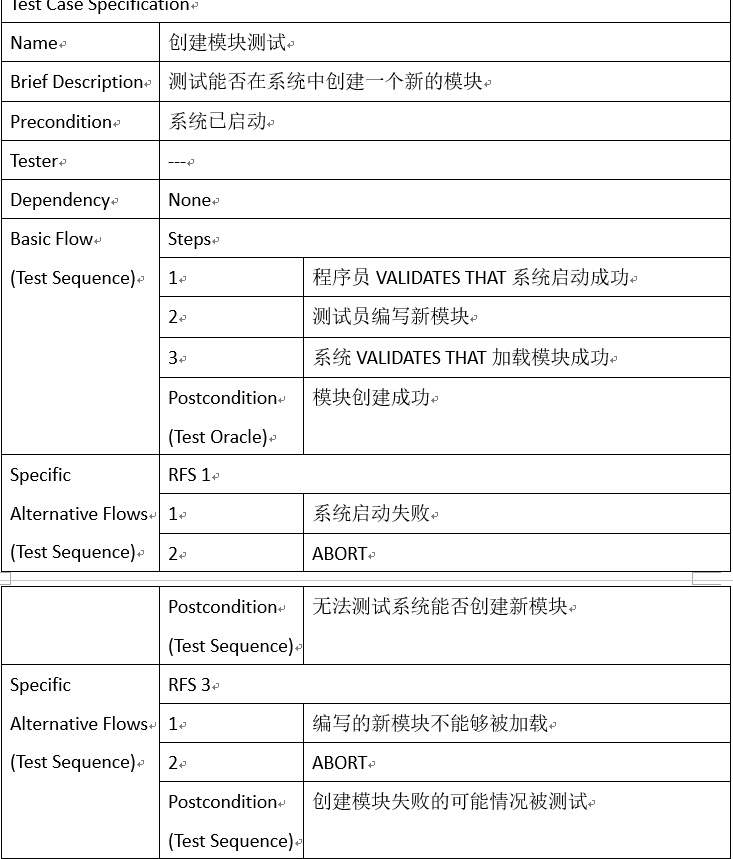 Test Case Specification
Name
创建模块测试
Brief Description
测试能否在系统中创建一个新的模块
Precondition
系统已启动
Tester
---
Dependency
None
Basic Flow
(Test Sequence)
Steps
1
程序员 VALIDATES THAT 系统启动成功
2
测试员编写新模块
3
系统 VALIDATES THAT 加载模块成功
Postcondition
(Test Oracle)
模块创建成功
Specific
Alternative Flows
(Test Sequence)
RFS 1
1
系统启动失败
2
ABORT
Postcondition
(Test Sequence)
无法测试系统能否创建新模块
Specific
Alternative Flows
(Test Sequence)
RFS 3
1
编写的新模块不能够被加载
2
ABORT
Postcondition
(Test Sequence)
创建模块失败的可能情况被测试